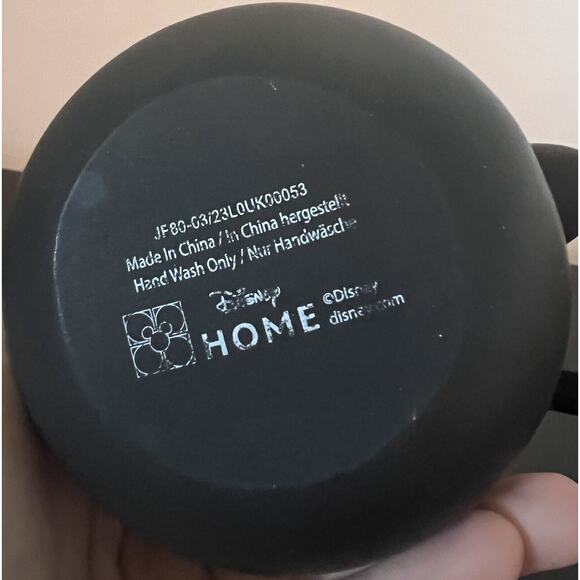 JF80-03/23L0UK00053
Made In China / In China hergestellt
Hand Wash Only / Nur Handwäsche
Disney
HOME
©Disney
disney.com